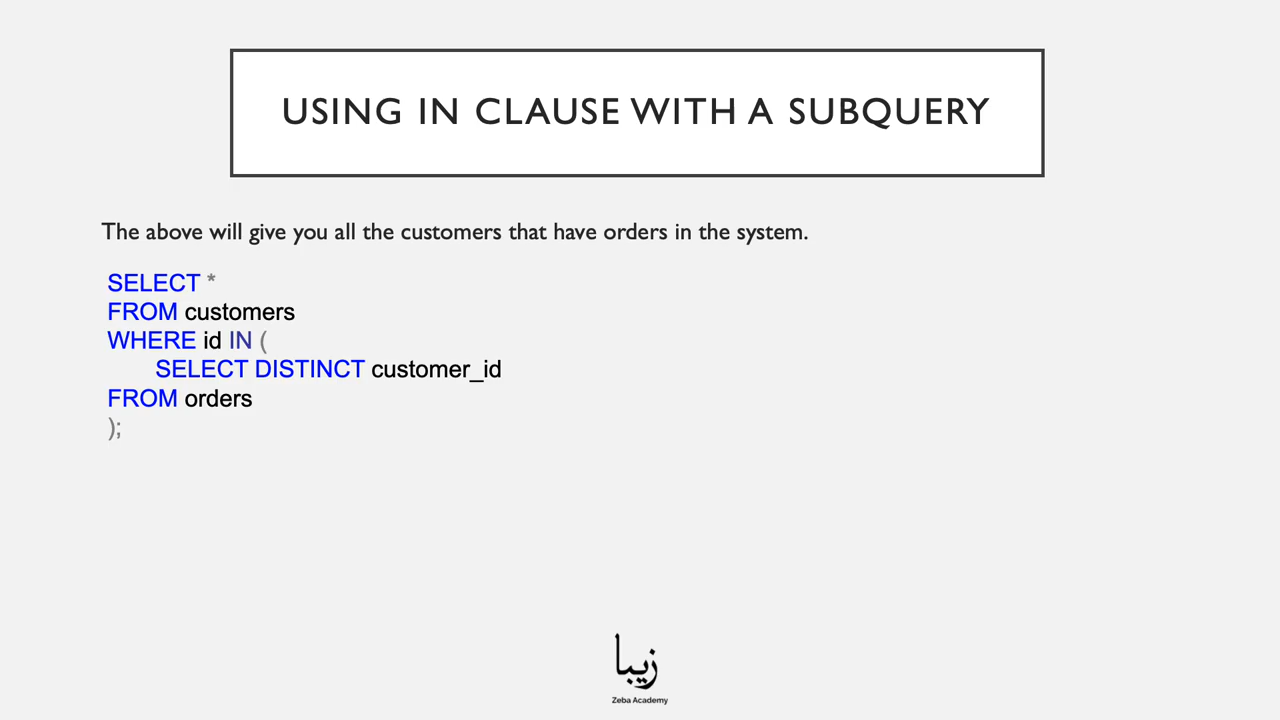 USING IN CLAUSE WITH A SUBQUERY
The above will give you all the customers that have orders in the system.
SELECT *
FROM customers
WHERE id IN (
SELECT DISTINCT customer_id
FROM orders
);
زیبا
Zeba Academy